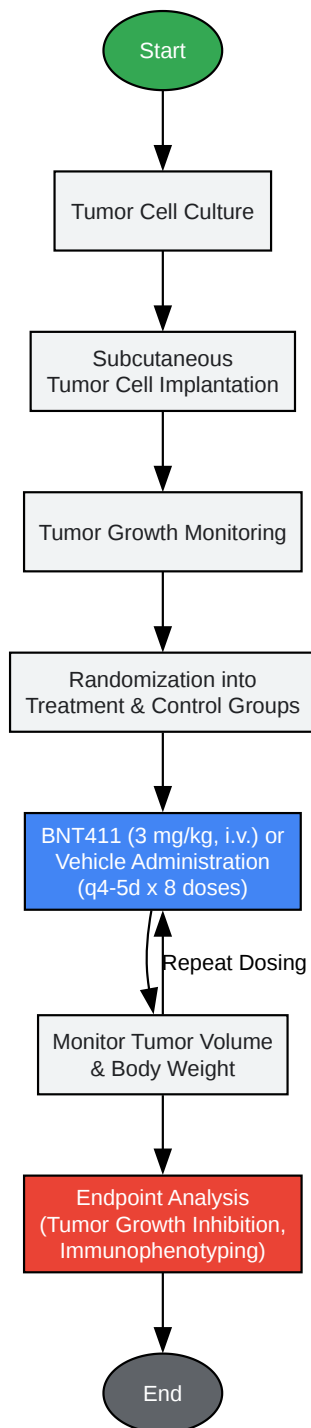 Start
Tumor Cell Culture
Subcutaneous
Tumor Cell Implantation
Tumor Growth Monitoring
Randomization into
Treatment & Control Groups
BNT411 (3 mg/kg, i.v.) or
Vehicle Administration
(q4-5d x 8 doses)
Repeat Dosing
Monitor Tumor Volume
& Body Weight
Endpoint Analysis
(Tumor Growth Inhibition,
Immunophenotyping)
End